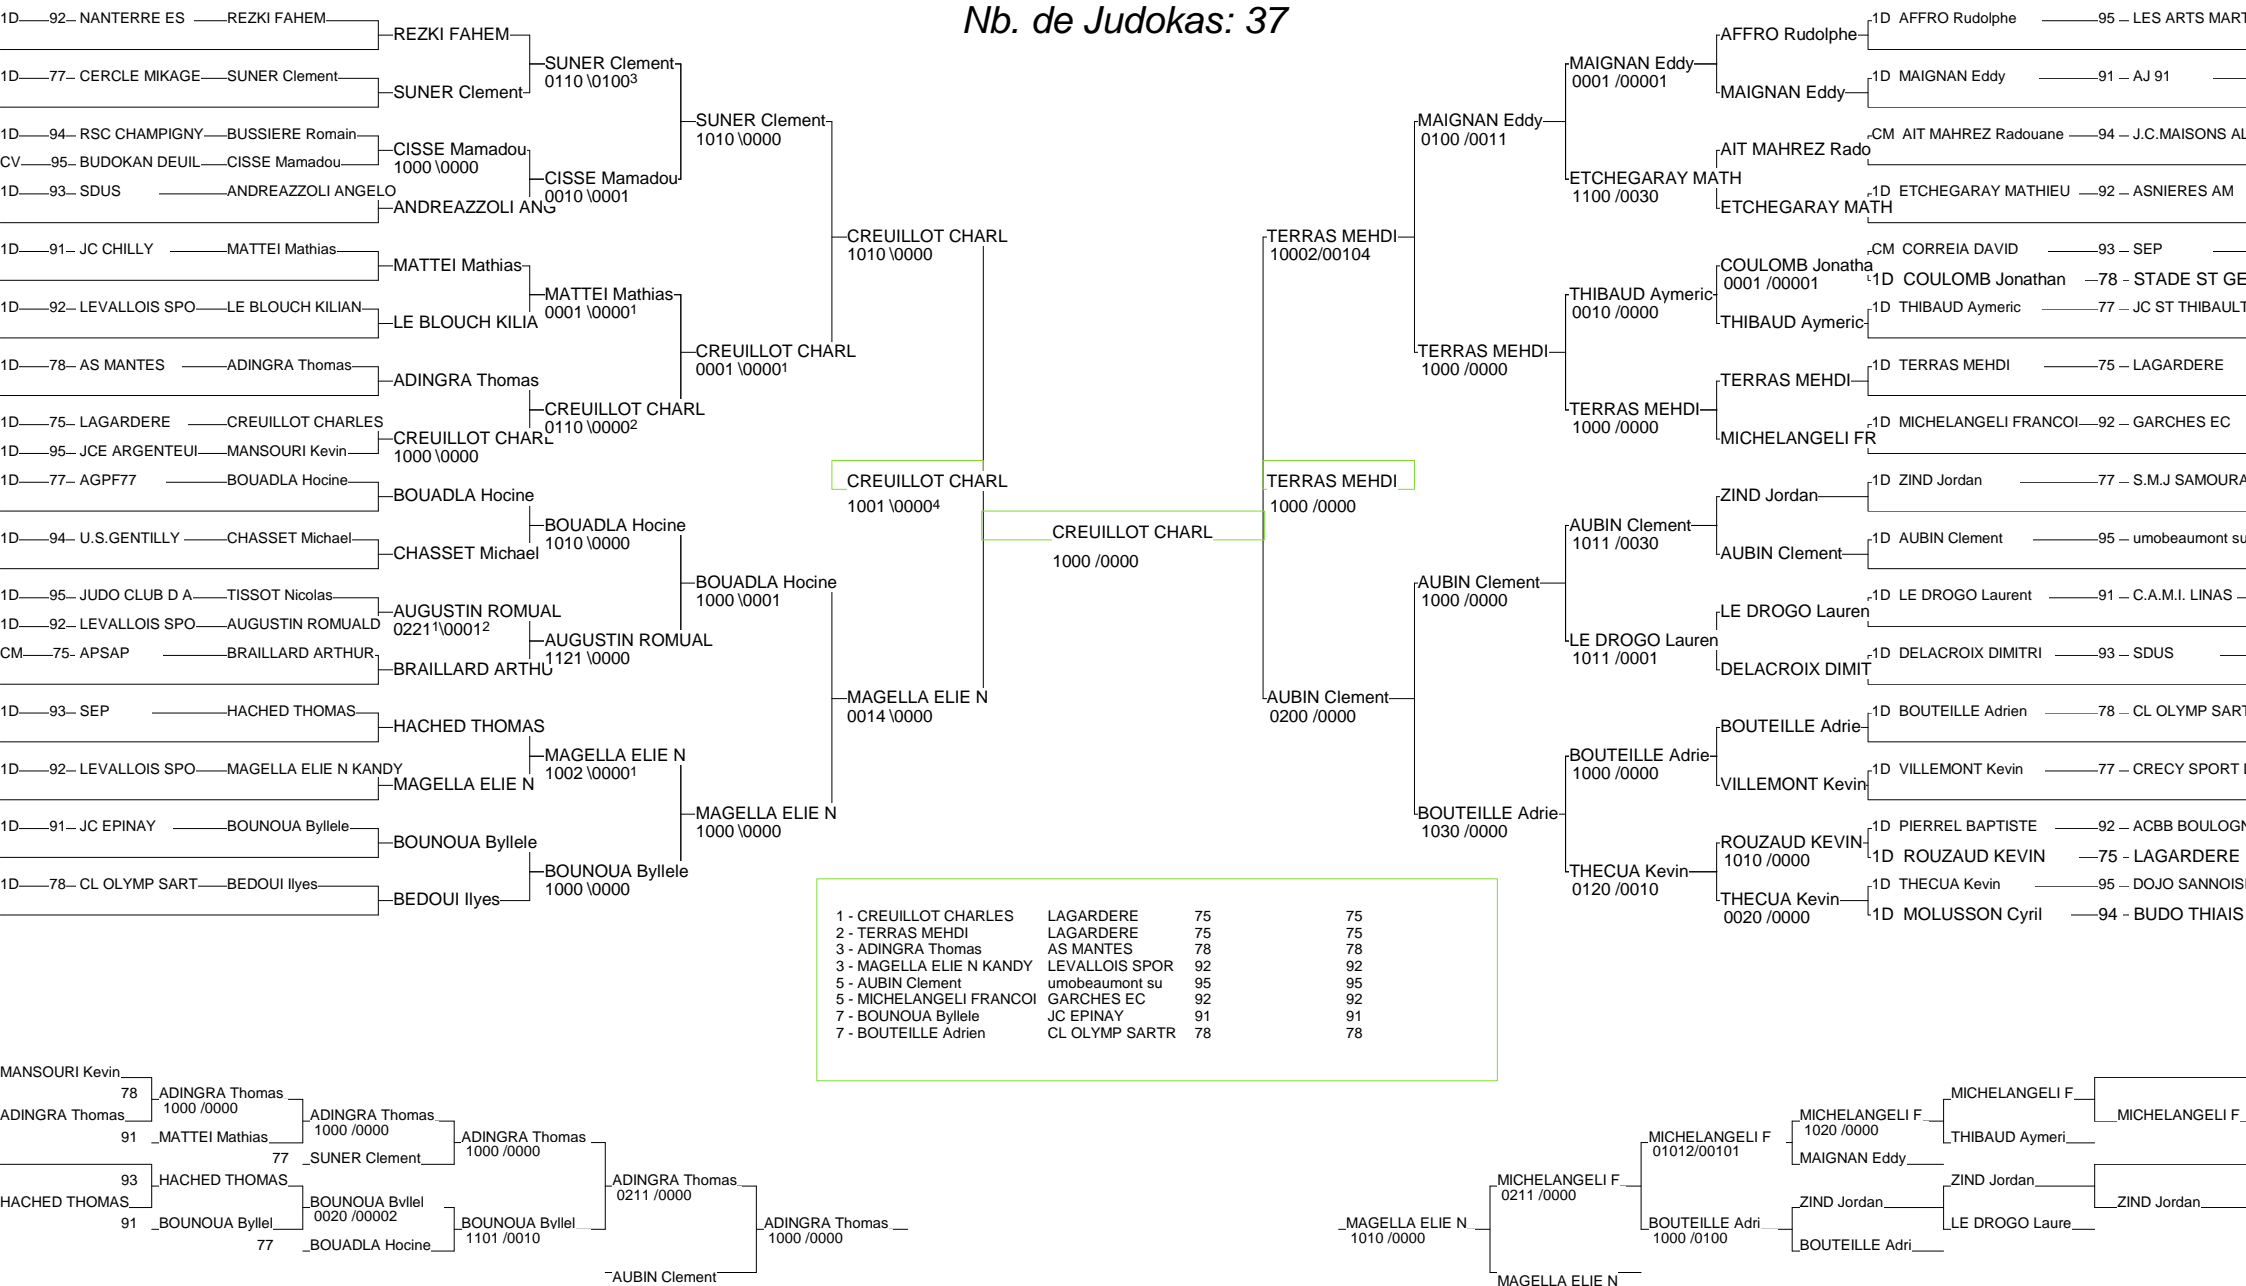 Nb. de Judokas: 37
1D 92 NANTERRE ES REZKI FAHEM
1D 77 CERCLE MIKAGE SUNER Clement
1D 94 RSC CHAMPIGNY BUSSIERE Romain
CV 95 BUDOKAN DEUIL CISSE Mamadou
1D 93 SDUS ANDREAZZOLI ANGELO
1D 91 JC CHILLY MATTEI Mathias
1D 92 LEVALLOIS SPO LE BLOUCH KILIAN
1D 78 AS MANTES ADINGRA Thomas
1D 75 LAGARDERE CREUILLOT CHARLES
1D 95 JCE ARGENTEUI MANSOURI Kevin
1D 77 AGPF77 BOUADLA Hocine
1D 94 U.S.GENTILLY CHASSET Michael
1D 95 JUDO CLUB D A TISSOT Nicolas
1D 92 LEVALLOIS SPO AUGUSTIN ROMUALD
CM 75 APSAP BRAILLARD ARTHUR
1D 93 SEP HACHED THOMAS
1D 92 LEVALLOIS SPO MAGELLA ELIE N KANDY
1D 91 JC EPINAY BOUNOUA Byllele
1D 78 CL OLYMP SART BEDOUI Ilyes
REZKI FAHEM
SUNER Clement
CISSE Mamadou
1000 \0000
ANDREAZZOLI ANG
MATTEI Mathias
LE BLOUCH KILIA
ADINGRA Thomas
CREUILLOT CHARL
1000 \0000
BOUADLA Hocine
CHASSET Michael
AUGUSTIN ROMUAL
0221¹\0001²
BRAILLARD ARTHU
HACHED THOMAS
MAGELLA ELIE N
BOUNOUA Byllele
BEDOUI Ilyes
SUNER Clement
0110 \0100³
CISSE Mamadou
0010 \0001
MATTEI Mathias
0001 \0000¹
CREUILLOT CHARL
0110 \0000²
BOUADLA Hocine
1010 \0000
AUGUSTIN ROMUAL
1121 \0000
MAGELLA ELIE N
1002 \0000¹
BOUNOUA Byllele
1000 \0000
SUNER Clement
1010 \0000
CREUILLOT CHARL
0001 \0000¹
BOUADLA Hocine
1000 \0001
MAGELLA ELIE N
1000 \0000
CREUILLOT CHARL
1010 \0000
MAGELLA ELIE N
0014 \0000
CREUILLOT CHARL
1001 \0000⁴
CREUILLOT CHARL
1000 /0000
TERRAS MEHDI
1000 /0000
TERRAS MEHDI
10002/00104
AUBIN Clement
0200 /0000
MAIGNAN Eddy
0100 /0011
TERRAS MEHDI
1000 /0000
AUBIN Clement
1000 /0000
BOUTEILLE Adrie
1030 /0000
MAIGNAN Eddy
0001 /00001
ETCHEGARAY MATH
1100 /0030
THIBAUD Aymeric
0010 /0000
TERRAS MEHDI
1000 /0000
AUBIN Clement
1011 /0030
LE DROGO Lauren
1011 /0001
BOUTEILLE Adrie
1000 /0000
THECUA Kevin
0120 /0010
AFFRO Rudolphe
MAIGNAN Eddy
AIT MAHREZ Rado
ETCHEGARAY MATH
COULOMB Jonatha
0001 /00001
THIBAUD Aymeric
TERRAS MEHDI
MICHELANGELI FR
ZIND Jordan
AUBIN Clement
LE DROGO Lauren
DELACROIX DIMIT
BOUTEILLE Adrie
VILLEMONT Kevin
ROUZAUD KEVIN
1010 /0000
THECUA Kevin
0020 /0000
1D AFFRO Rudolphe 95 LES ARTS MART
1D MAIGNAN Eddy 91 AJ 91
CM AIT MAHREZ Radouane 94 J.C.MAISONS AL
1D ETCHEGARAY MATHIEU 92 ASNIERES AM
CM CORREIA DAVID 93 SEP
1D COULOMB Jonathan 78 STADE ST GE
1D THIBAUD Aymeric 77 JC ST THIBAULT
1D TERRAS MEHDI 75 LAGARDERE
1D MICHELANGELI FRANCOI 92 GARCHES EC
1D ZIND Jordan 77 S.M.J SAMOURA
1D AUBIN Clement 95 umobeaumont su
1D LE DROGO Laurent 91 C.A.M.I. LINAS
1D DELACROIX DIMITRI 93 SDUS
1D BOUTEILLE Adrien 78 CL OLYMP SART
1D VILLEMONT Kevin 77 CRECY SPORT
1D PIERREL BAPTISTE 92 ACBB BOULOGN
1D ROUZAUD KEVIN 75 LAGARDERE
1D THECUA Kevin 95 DOJO SANNOIS
1D MOLUSSON Cyril 94 BUDO THIAIS
1 - CREUILLOT CHARLES LAGARDERE 75 75
2 - TERRAS MEHDI LAGARDERE 75 75
3 - ADINGRA Thomas AS MANTES 78 78
3 - MAGELLA ELIE N KANDY LEVALLOIS SPOR 92 92
5 - AUBIN Clement umobeaumont su 95 95
5 - MICHELANGELI FRANCOI GARCHES EC 92 92
7 - BOUNOUA Byllele JC EPINAY 91 91
7 - BOUTEILLE Adrien CL OLYMP SARTR 78 78
MANSOURI Kevin
78
ADINGRA Thomas
91
93
HACHED THOMAS
91
ADINGRA Thomas
1000 /0000
MATTEI Mathias
77
HACHED THOMAS
BOUNOUA Byllel
77
ADINGRA Thomas
1000 /0000
SUNER Clement
BOUNOUA Byllel
0020 /00002
BOUADLA Hocine
ADINGRA Thomas
1000 /0000
BOUNOUA Byllel
1101 /0010
ADINGRA Thomas
0211 /0000
AUBIN Clement
ADINGRA Thomas
1000 /0000
MAGELLA ELIE N
1010 /0000
MICHELANGELI F
0211 /0000
MAGELLA ELIE N
MICHELANGELI F
01012/00101
BOUTEILLE Adri
1000 /0100
MICHELANGELI F
1020 /0000
MAIGNAN Eddy
ZIND Jordan
BOUTEILLE Adri
MICHELANGELI F
THIBAUD Aymeri
ZIND Jordan
LE DROGO Laure
MICHELANGELI F
ZIND Jordan